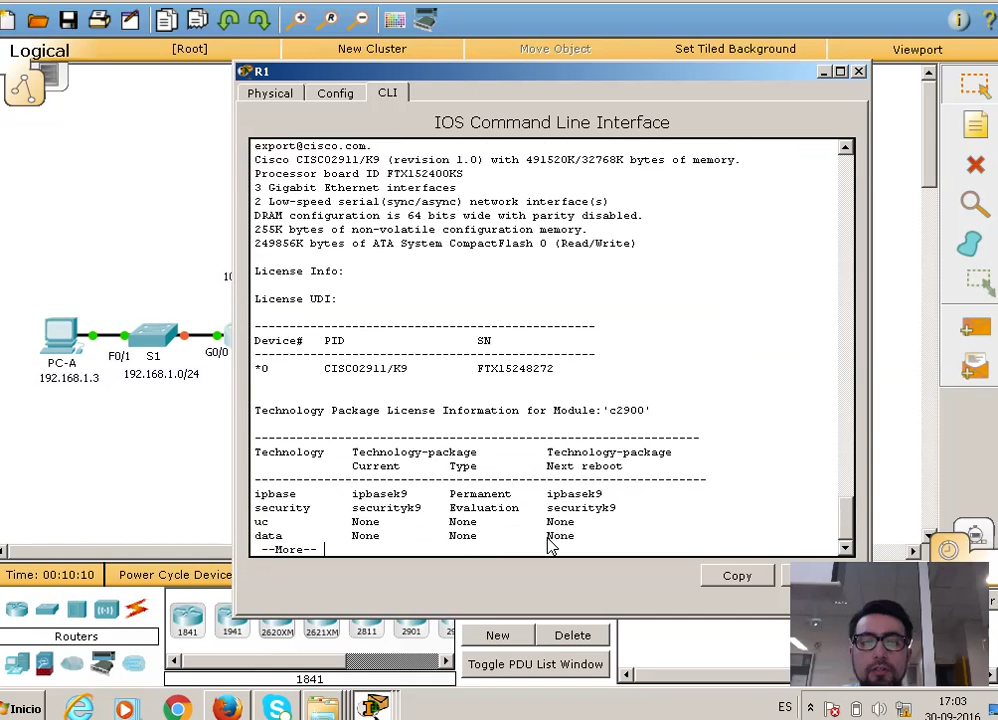 Logical
[Root]
New Cluster
Move Object
Set Tiled Background
Viewport
R1
Physical
Config
CLI
IOS Command Line Interface
export@cisco.com.
Cisco CISCO2911/K9 (revision 1.0) with 491520K/32768K bytes of memory.
Processor board ID FTX152400KS
3 Gigabit Ethernet interfaces
2 Low-speed serial(sync/async) network interface(s)
DRAM configuration is 64 bits wide with parity disabled.
255K bytes of non-volatile configuration memory.
249856K bytes of ATA System CompactFlash 0 (Read/Write)
License Info:
License UDI:
-------------------------------------------------
Device# PID SN
-------------------------------------------------
*0 CISCO2911/K9 FTX15248272
Technology Package License Information for Module:'c2900'
----------------------------------------------------------------
Technology Technology-package Technology-package
Current Type Next reboot
-----------------------------------------------------------------
ipbase ipbasek9 Permanent ipbasek9
security securityk9 Evaluation securityk9
uc None None None
data None None None
--More--
Copy
10
PC-A
192.168.1.3
F0/1
S1
G0/0
192.168.1.0/24
Time: 00:10:10
Power Cycle Device
Routers
1841
1941
2620XM
2621XM
2811
2901
29
1841
New
Delete
Toggle PDU List Window
Inicio
ES
17:03
30-09-2016